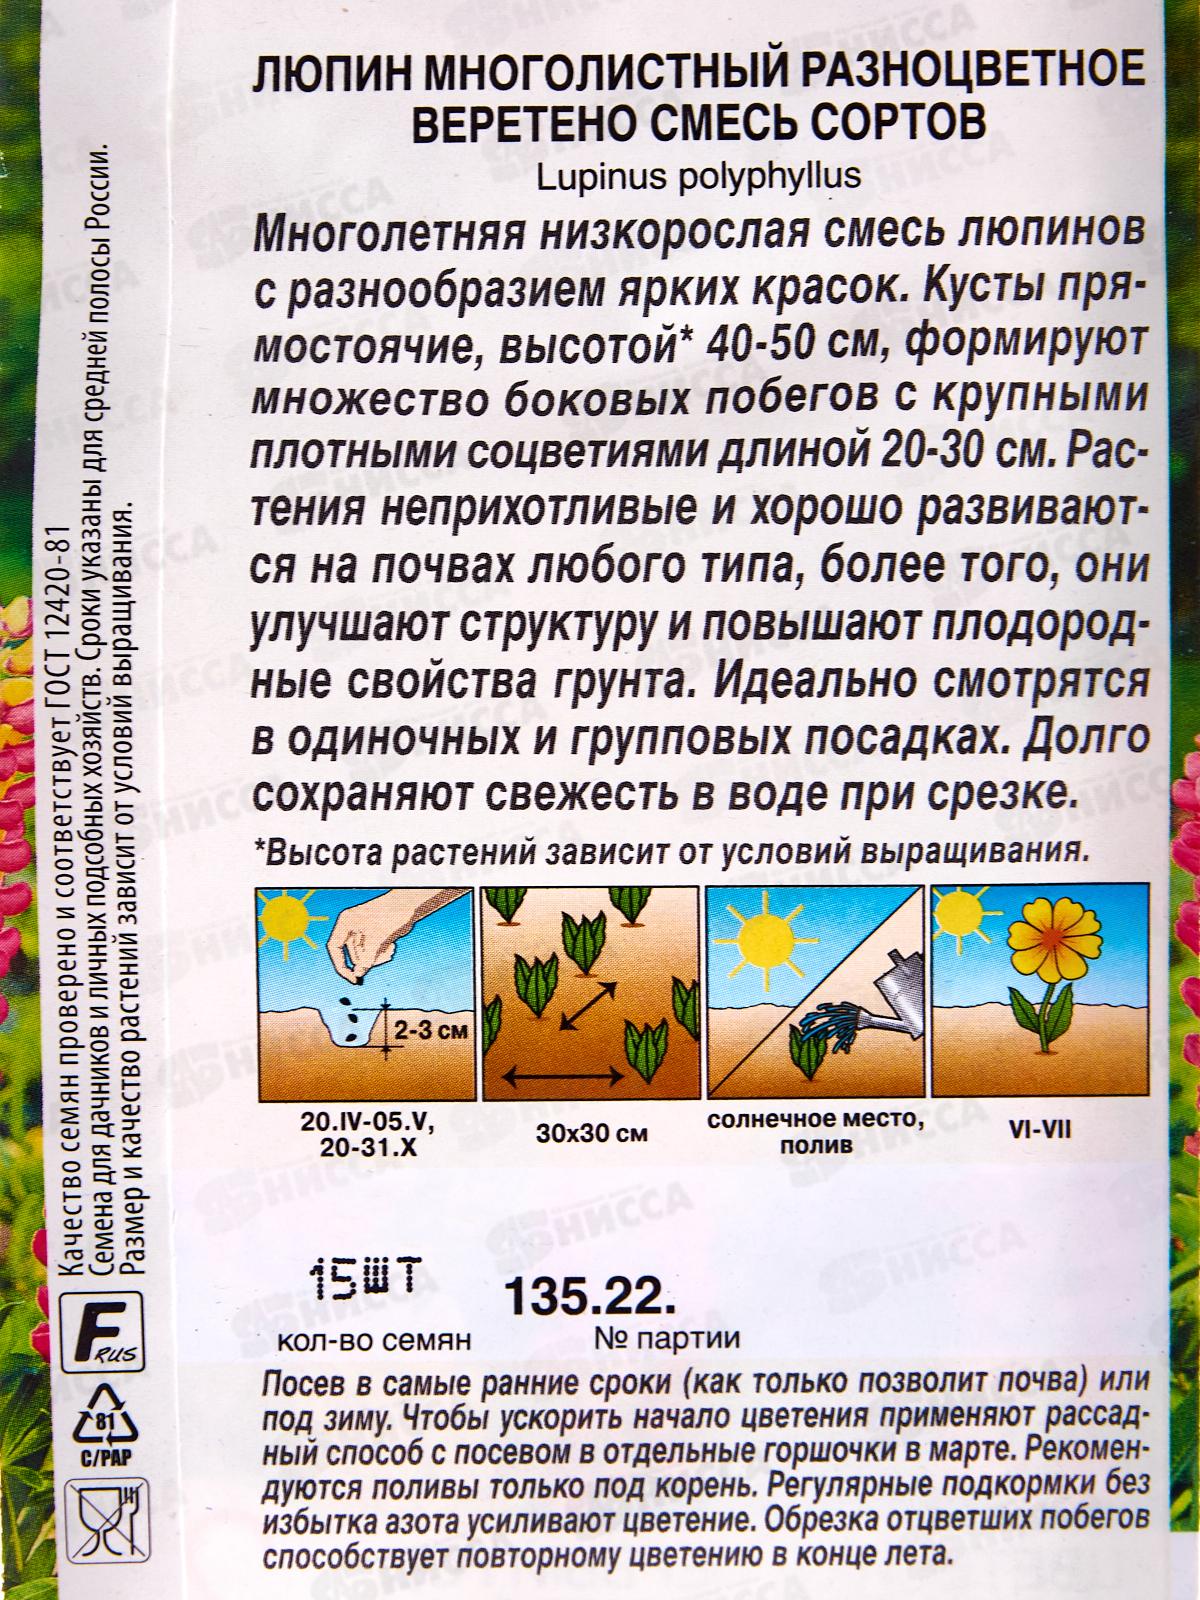 ЛЮПИН МНОГОЛИСТНЫЙ РАЗНОЦВЕТНОЕ
ВЕРЕТЕНО СМЕСЬ СОРТОВ
Lupinus polyphyllus
Многолетняя низкорослая смесь люпинов
с разнообразием ярких красок. Кусты пря-
мостоячие, высотой* 40-50 см, формируют
множество боковых побегов с крупными
плотными соцветиями длиной 20-30 см. Рас-
тения неприхотливые и хорошо развивают-
ся на почвах любого типа, более того, они
улучшают структуру и повышают плодород-
ные свойства грунта. Идеально смотрятся
в одиночных и групповых посадках. Долго
сохраняют свежесть в воде при срезке.
*Высота растений зависит от условий выращивания.
2-3 см
20.IV-05.V,
20-31.X
30х30 см
солнечное место,
полив
VI-VII
15ШТ
кол-во семян
135.22.
№ партии
Посев в самые ранние сроки (как только позволит почва) или
под зиму. Чтобы ускорить начало цветения применяют рассад-
ный способ с посевом в отдельные горшочки в марте. Рекомен-
дуются поливы только под корень. Регулярные подкормки без
избытка азота усиливают цветение. Обрезка отцветших побегов
способствует повторному цветению в конце лета.
Качество семян проверено и соответствует ГОСТ 12420-81
Семена для дачников и личных подсобных хозяйств. Сроки указаны для средней полосы России.
Размер и качество растений зависит от условий выращивания.
F RUS
81
C/PAP
НИССА